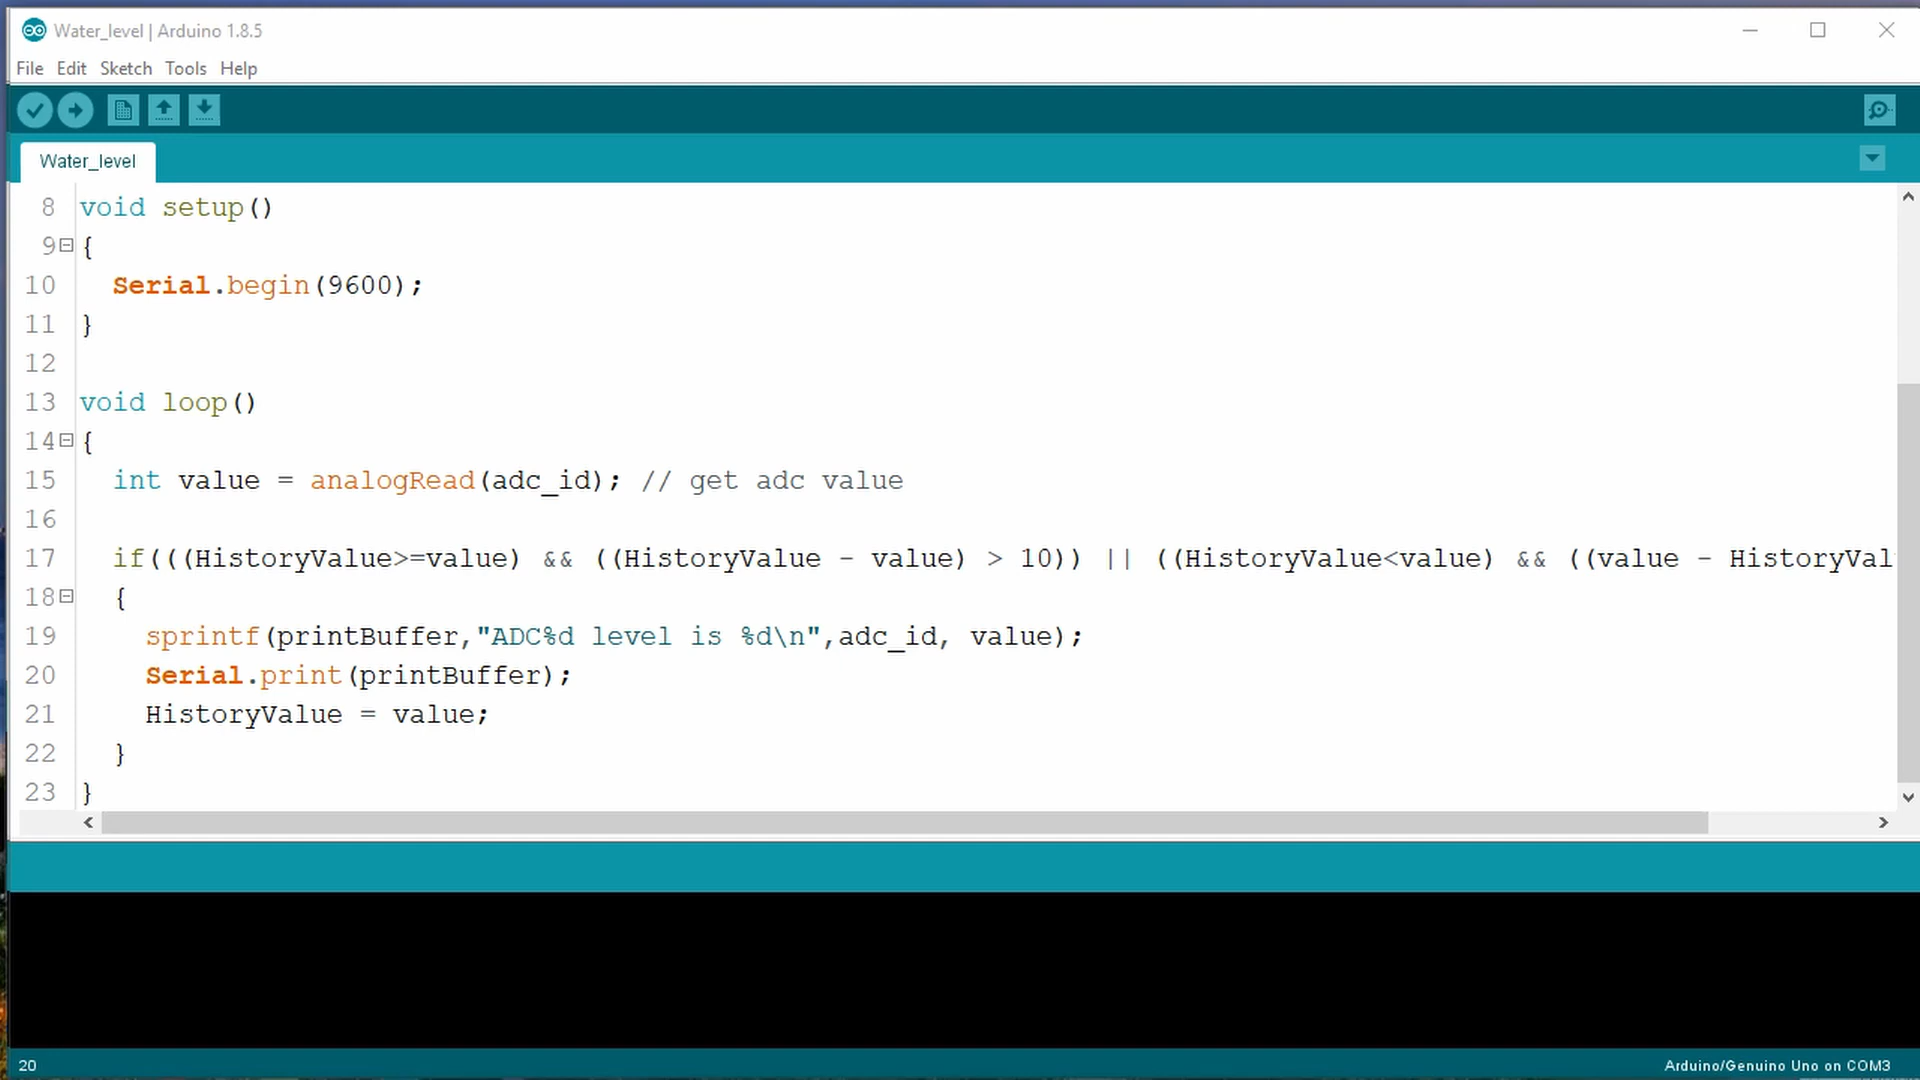 Water_level | Arduino 1.8.5
File Edit Sketch Tools Help
Water_level
8 void setup()
9 {
10 Serial.begin(9600);
11 }
12
13 void loop()
14 {
15 int value = analogRead(adc_id); // get adc value
16
17 if(((HistoryValue>=value) && ((HistoryValue - value) > 10)) || ((HistoryValue<value) && ((value - HistoryVal
18 {
19 sprintf(printBuffer,"ADC%d level is %d\n",adc_id, value);
20 Serial.print(printBuffer);
21 HistoryValue = value;
22 }
23 }
20 Arduino/Genuino Uno on COM3